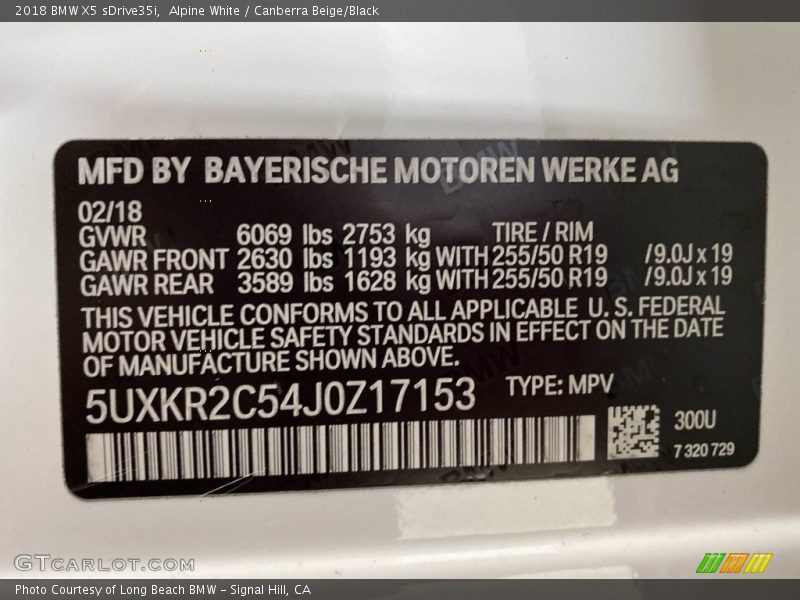 2018 BMW X5 sDrive35i, Alpine White / Canberra Beige/Black
MFD BY BAYERISCHE MOTOREN WERKE AG
02/18
GVWR 6069 lbs 2753 kg TIRE / RIM
GAWR FRONT 2630 lbs 1193 kg WITH 255/50 R19 /9.0J x 19
GAWR REAR 3589 lbs 1628 kg WITH 255/50 R19 /9.0J x 19
THIS VEHICLE CONFORMS TO ALL APPLICABLE U.S. FEDERAL
MOTOR VEHICLE SAFETY STANDARDS IN EFFECT ON THE DATE
OF MANUFACTURE SHOWN ABOVE.
5UXKR2C54J0Z17153 TYPE: MPV
300U
7 320 729
GTCARLOT.COM
Photo Courtesy of Long Beach BMW - Signal Hill, CA